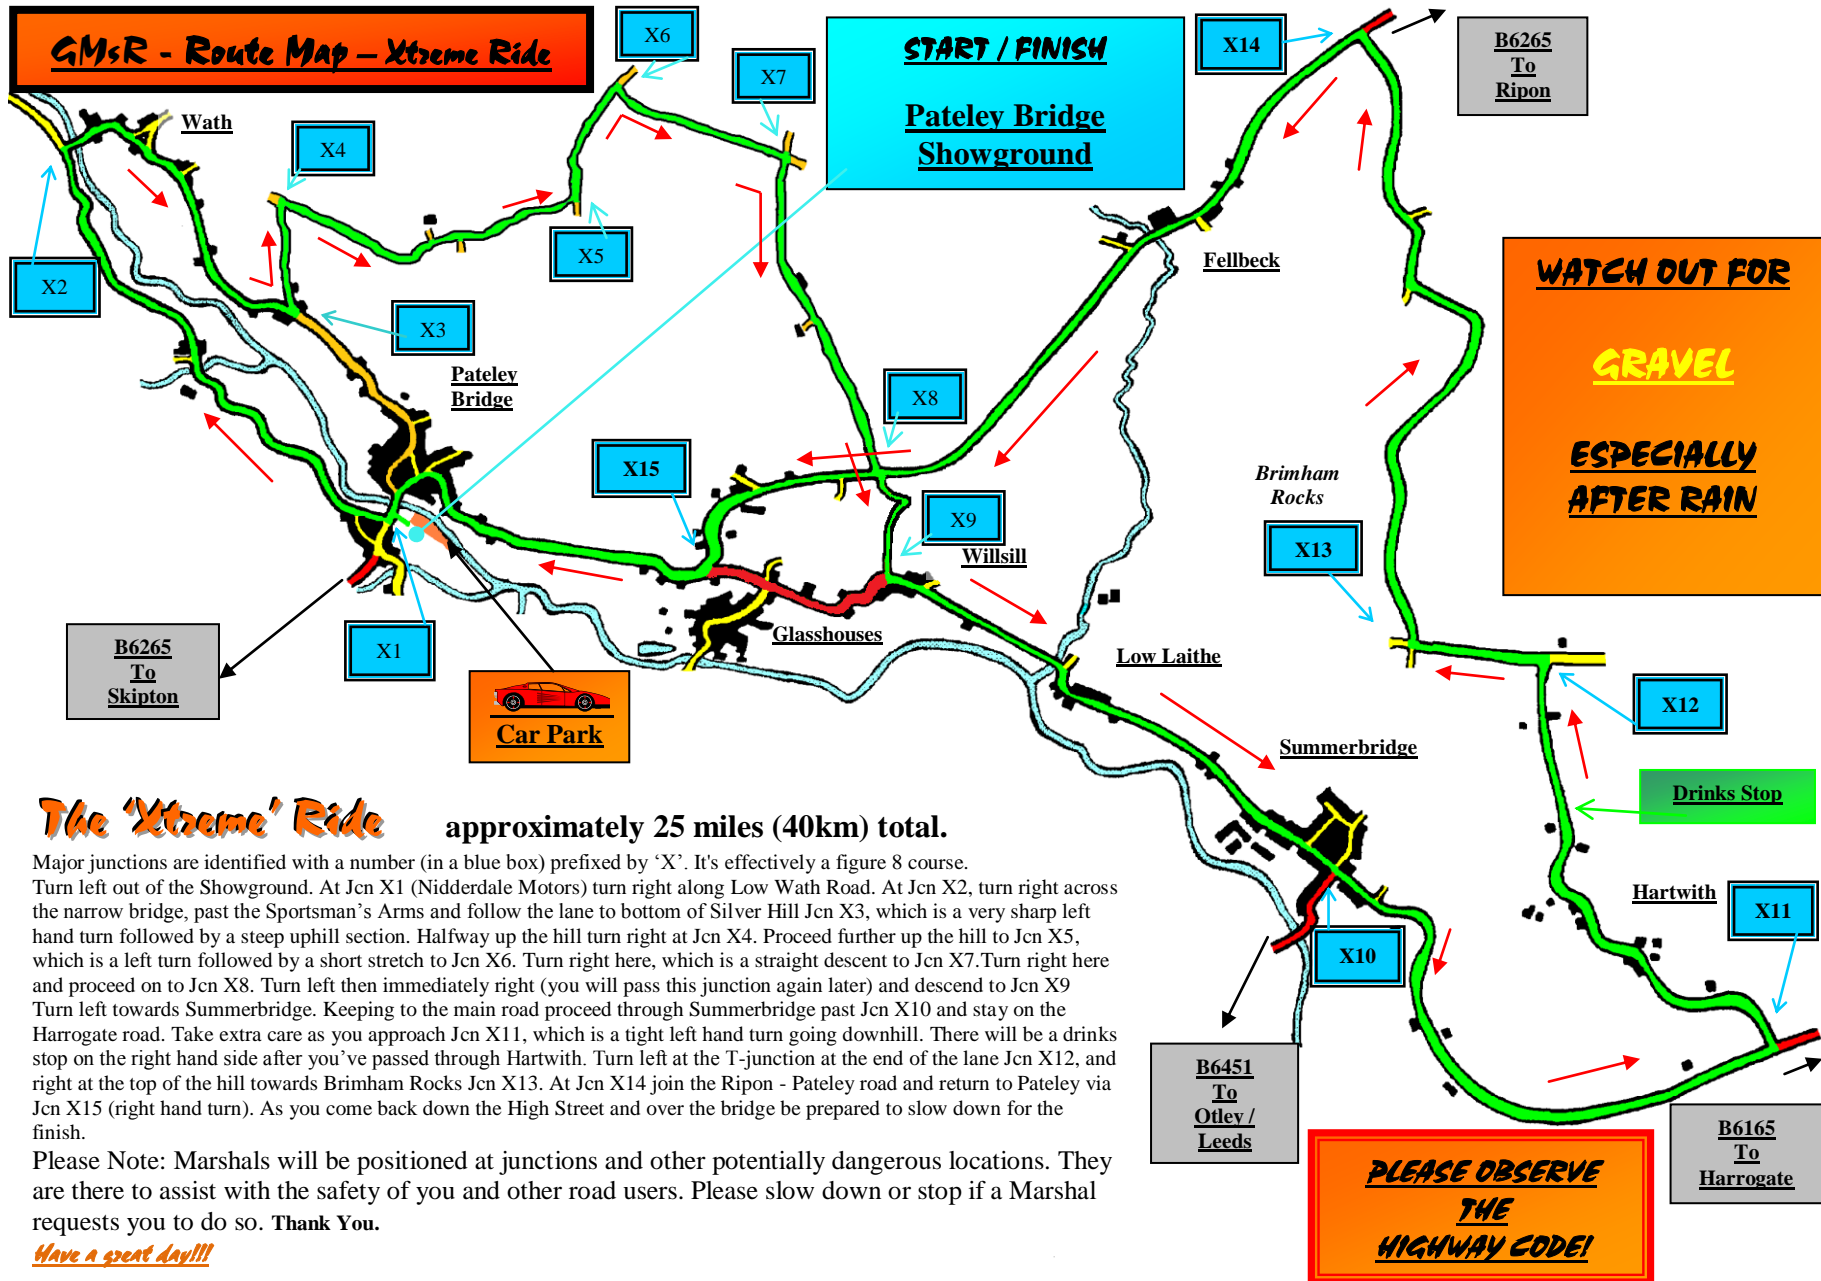 GMsR - Route Map – Xtreme Ride
START / FINISH
Pateley Bridge
Showground
X6
X7
X14
B6265
To
Ripon
Wath
X4
X2
X5
X3
Fellbeck
WATCH OUT FOR
GRAVEL
ESPECIALLY
AFTER RAIN
Pateley
Bridge
X8
X15
X9
Willsill
Brimham
Rocks
X13
B6265
To
Skipton
X1
Glasshouses
Low Laithe
Car Park
X12
Summerbridge
Drinks Stop
Hartwith
X11
X10
B6451
To
Otley /
Leeds
B6165
To
Harrogate
The ‘Xtreme’ Ride
approximately 25 miles (40km) total.
Major junctions are identified with a number (in a blue box) prefixed by ‘X’. It's effectively a figure 8 course.
Turn left out of the Showground. At Jcn X1 (Nidderdale Motors) turn right along Low Wath Road. At Jcn X2, turn right across
the narrow bridge, past the Sportsman’s Arms and follow the lane to bottom of Silver Hill Jcn X3, which is a very sharp left
hand turn followed by a steep uphill section. Halfway up the hill turn right at Jcn X4. Proceed further up the hill to Jcn X5,
which is a left turn followed by a short stretch to Jcn X6. Turn right here, which is a straight descent to Jcn X7.Turn right here
and proceed on to Jcn X8. Turn left then immediately right (you will pass this junction again later) and descend to Jcn X9
Turn left towards Summerbridge. Keeping to the main road proceed through Summerbridge past Jcn X10 and stay on the
Harrogate road. Take extra care as you approach Jcn X11, which is a tight left hand turn going downhill. There will be a drinks
stop on the right hand side after you’ve passed through Hartwith. Turn left at the T-junction at the end of the lane Jcn X12, and
right at the top of the hill towards Brimham Rocks Jcn X13. At Jcn X14 join the Ripon - Pateley road and return to Pateley via
Jcn X15 (right hand turn). As you come back down the High Street and over the bridge be prepared to slow down for the
finish.
Please Note: Marshals will be positioned at junctions and other potentially dangerous locations. They
are there to assist with the safety of you and other road users. Please slow down or stop if a Marshal
requests you to do so. Thank You.
Have a great day!!!
PLEASE OBSERVE
THE
HIGHWAY CODE!